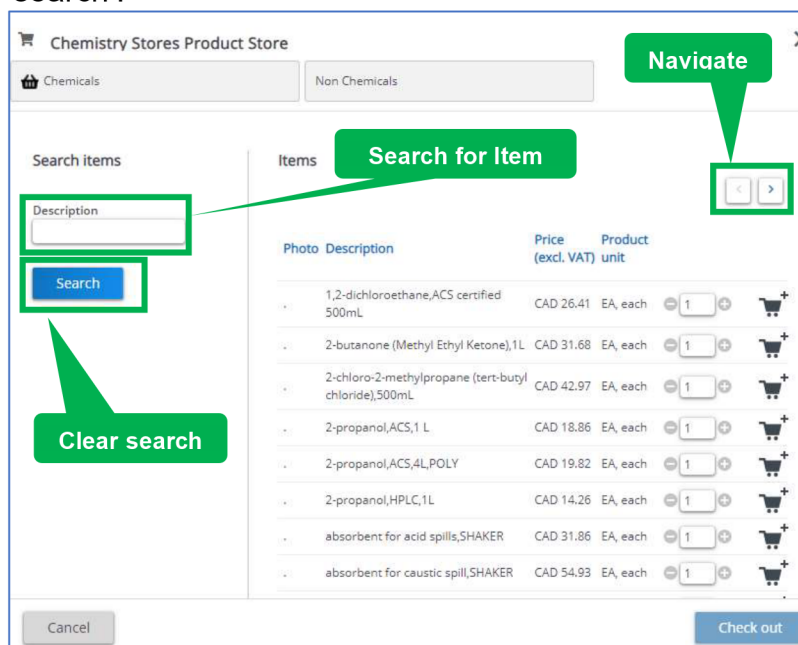 Chemistry Stores Product Store
Navigate
Chemicals
Non Chemicals
Search items
Items
Search for Item
Description
Search
Clear search
Photo Description Price (excl. VAT) Product unit
. 1,2-dichloroethane,ACS certified 500mL CAD 26.41 EA, each 1
. 2-butanone (Methyl Ethyl Ketone),1L CAD 31.68 EA, each 1
. 2-chloro-2-methylpropane (tert-butyl chloride),500mL CAD 42.97 EA, each 1
. 2-propanol,ACS,1 L CAD 18.86 EA, each 1
. 2-propanol,ACS,4L,POLY CAD 19.82 EA, each 1
. 2-propanol,HPLC,1L CAD 14.26 EA, each 1
. absorbent for acid spills,SHAKER CAD 31.86 EA, each 1
. absorbent for caustic spill,SHAKER CAD 54.93 EA, each 1
Cancel
Check out